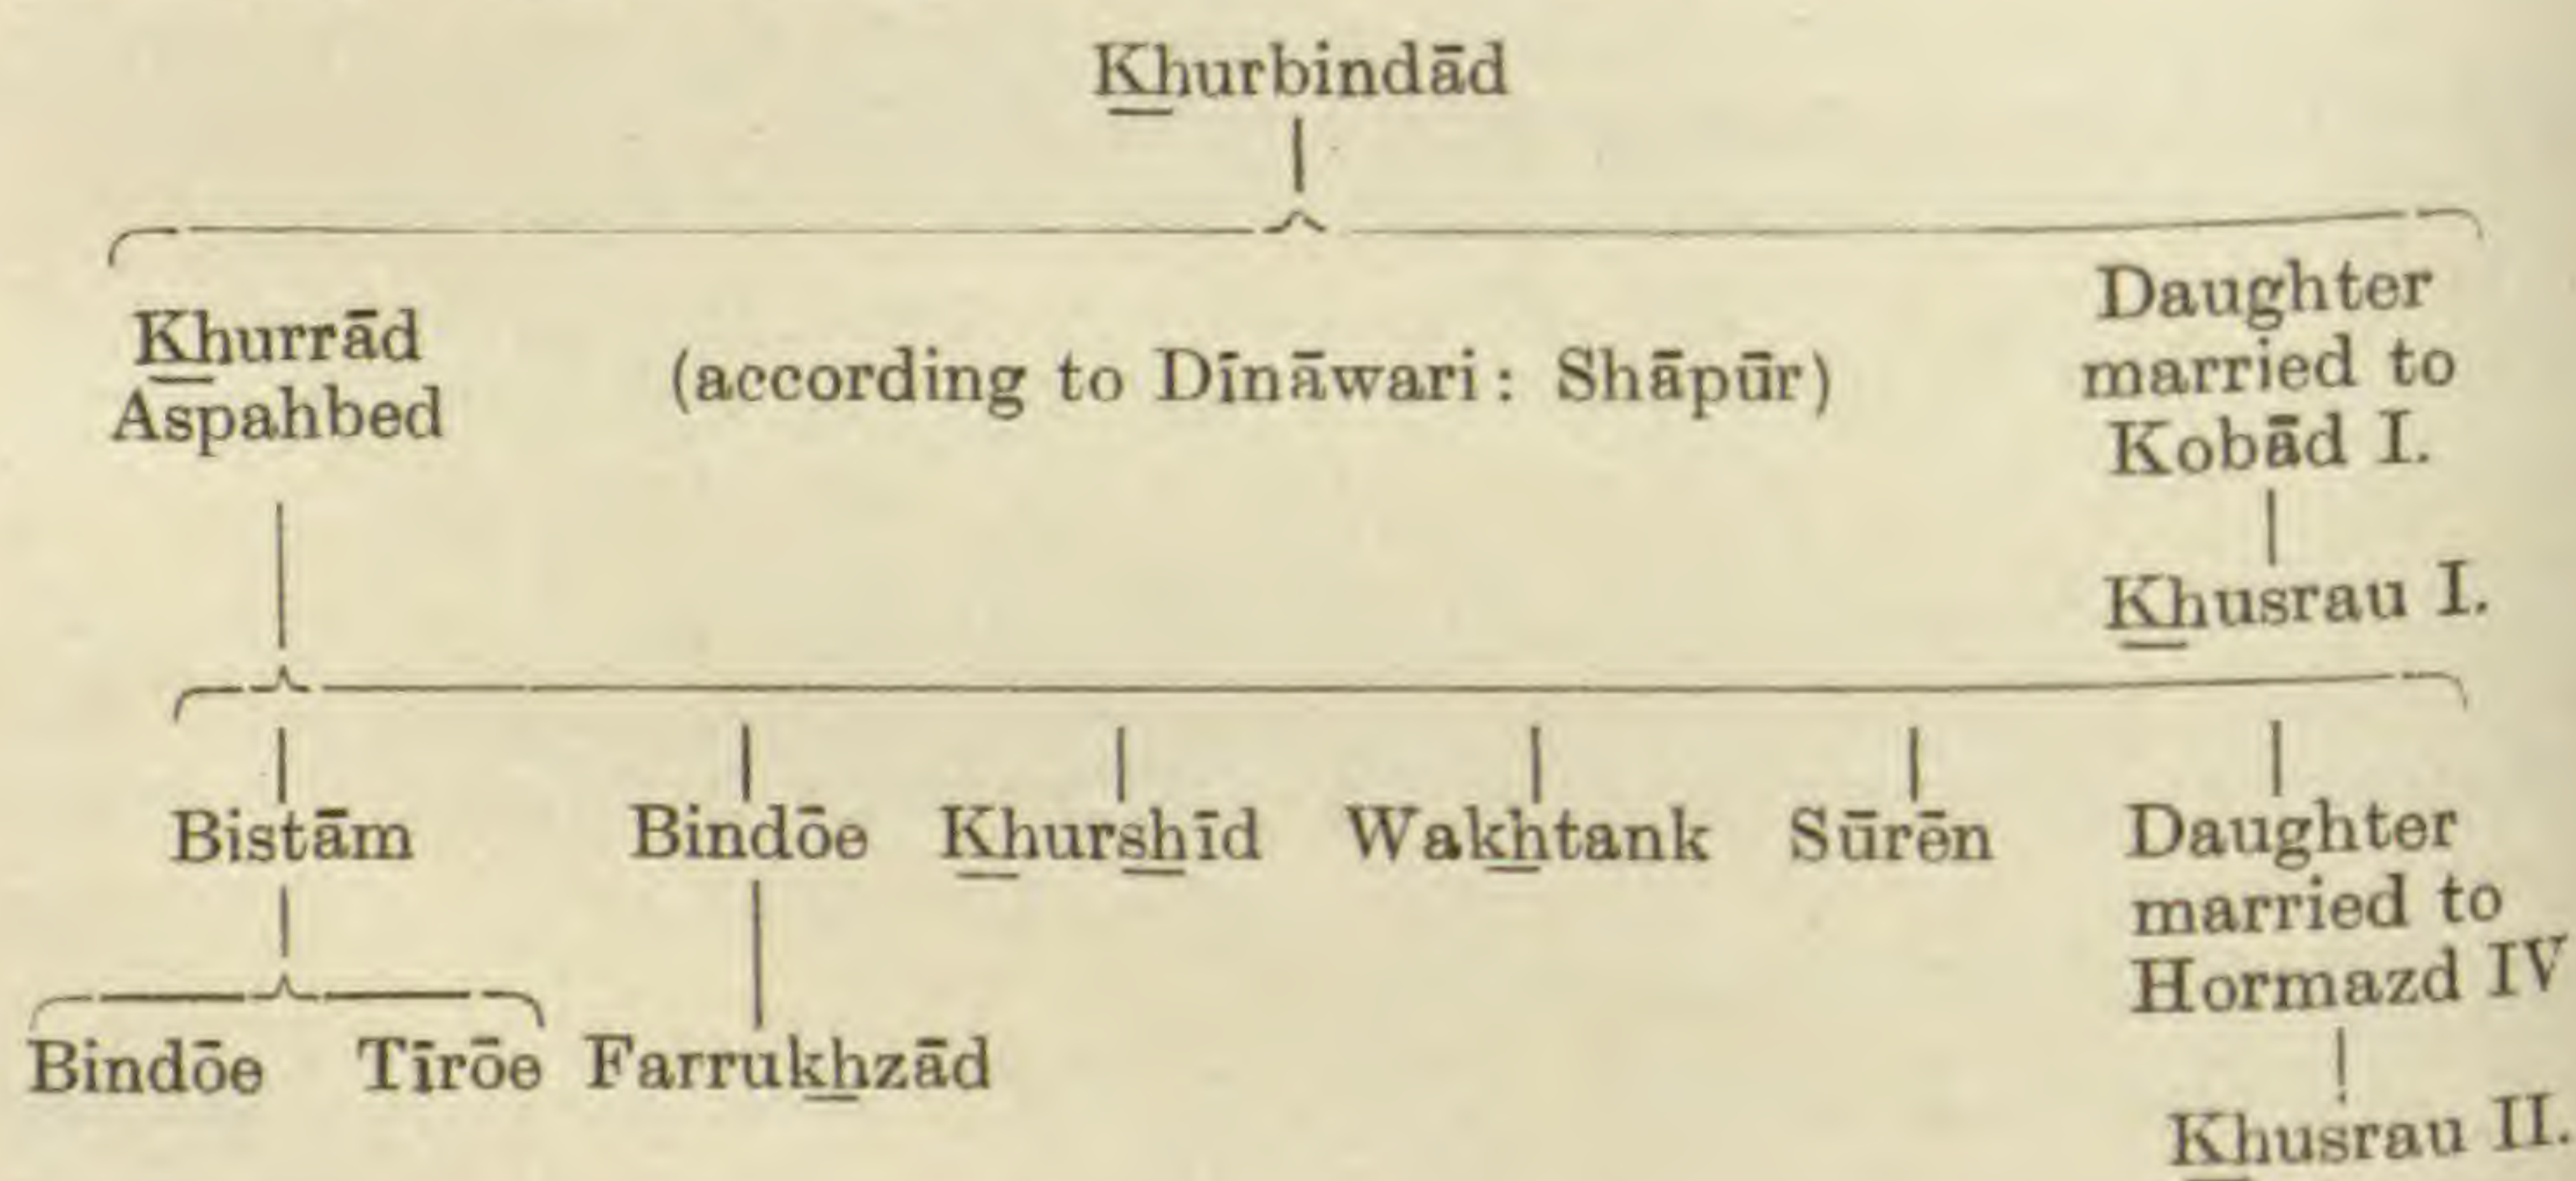 Khurbindād
Khurrād
Aspahbed
(according to Dīnāwari: Shāpūr)
Daughter
married to
Kobād I.
Khusrau I.
Bistām
Bindōe
Khurshīd
Wakhtank
Sūrēn
Daughter
married to
Hormazd IV
Bindōe
Tīrōe
Farrukhzād
Khusrau II.